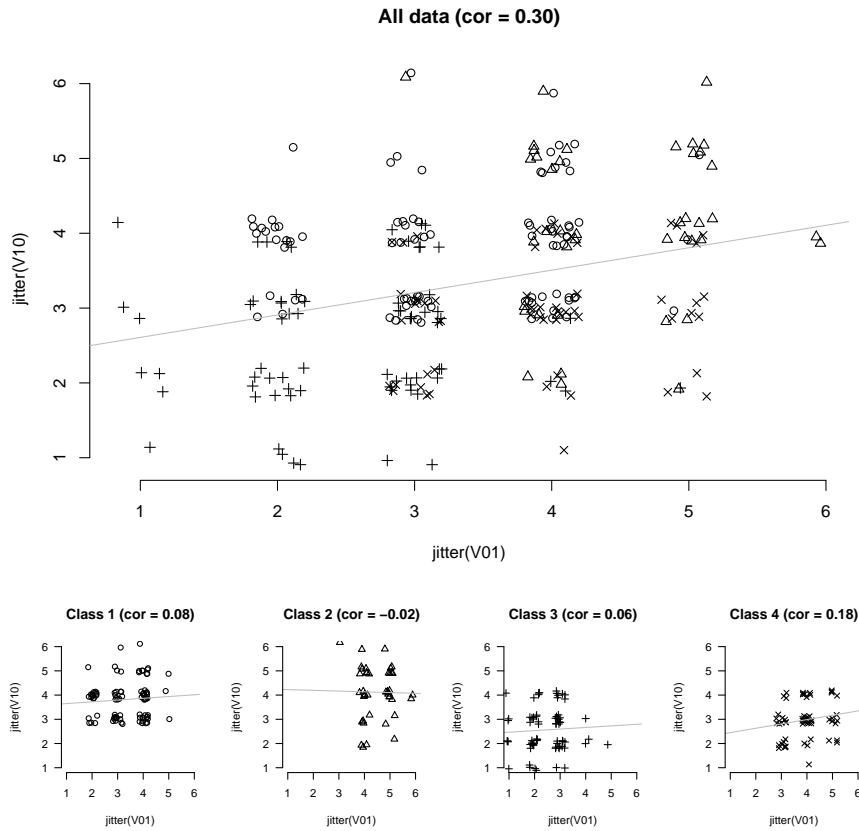 All data (cor = 0.30)
6
5
4
3
2
1
jitter(V10)
1 2 3 4 5 6
jitter(V01)
Class 1 (cor = 0.08)
6
5
4
3
2
1
jitter(V10)
1 2 3 4 5 6
jitter(V01)
Class 2 (cor = −0.02)
6
5
4
3
2
1
jitter(V10)
1 2 3 4 5 6
jitter(V01)
Class 3 (cor = 0.06)
6
5
4
3
2
1
jitter(V10)
1 2 3 4 5 6
jitter(V01)
Class 4 (cor = 0.18)
6
5
4
3
2
1
jitter(V10)
1 2 3 4 5 6
jitter(V01)